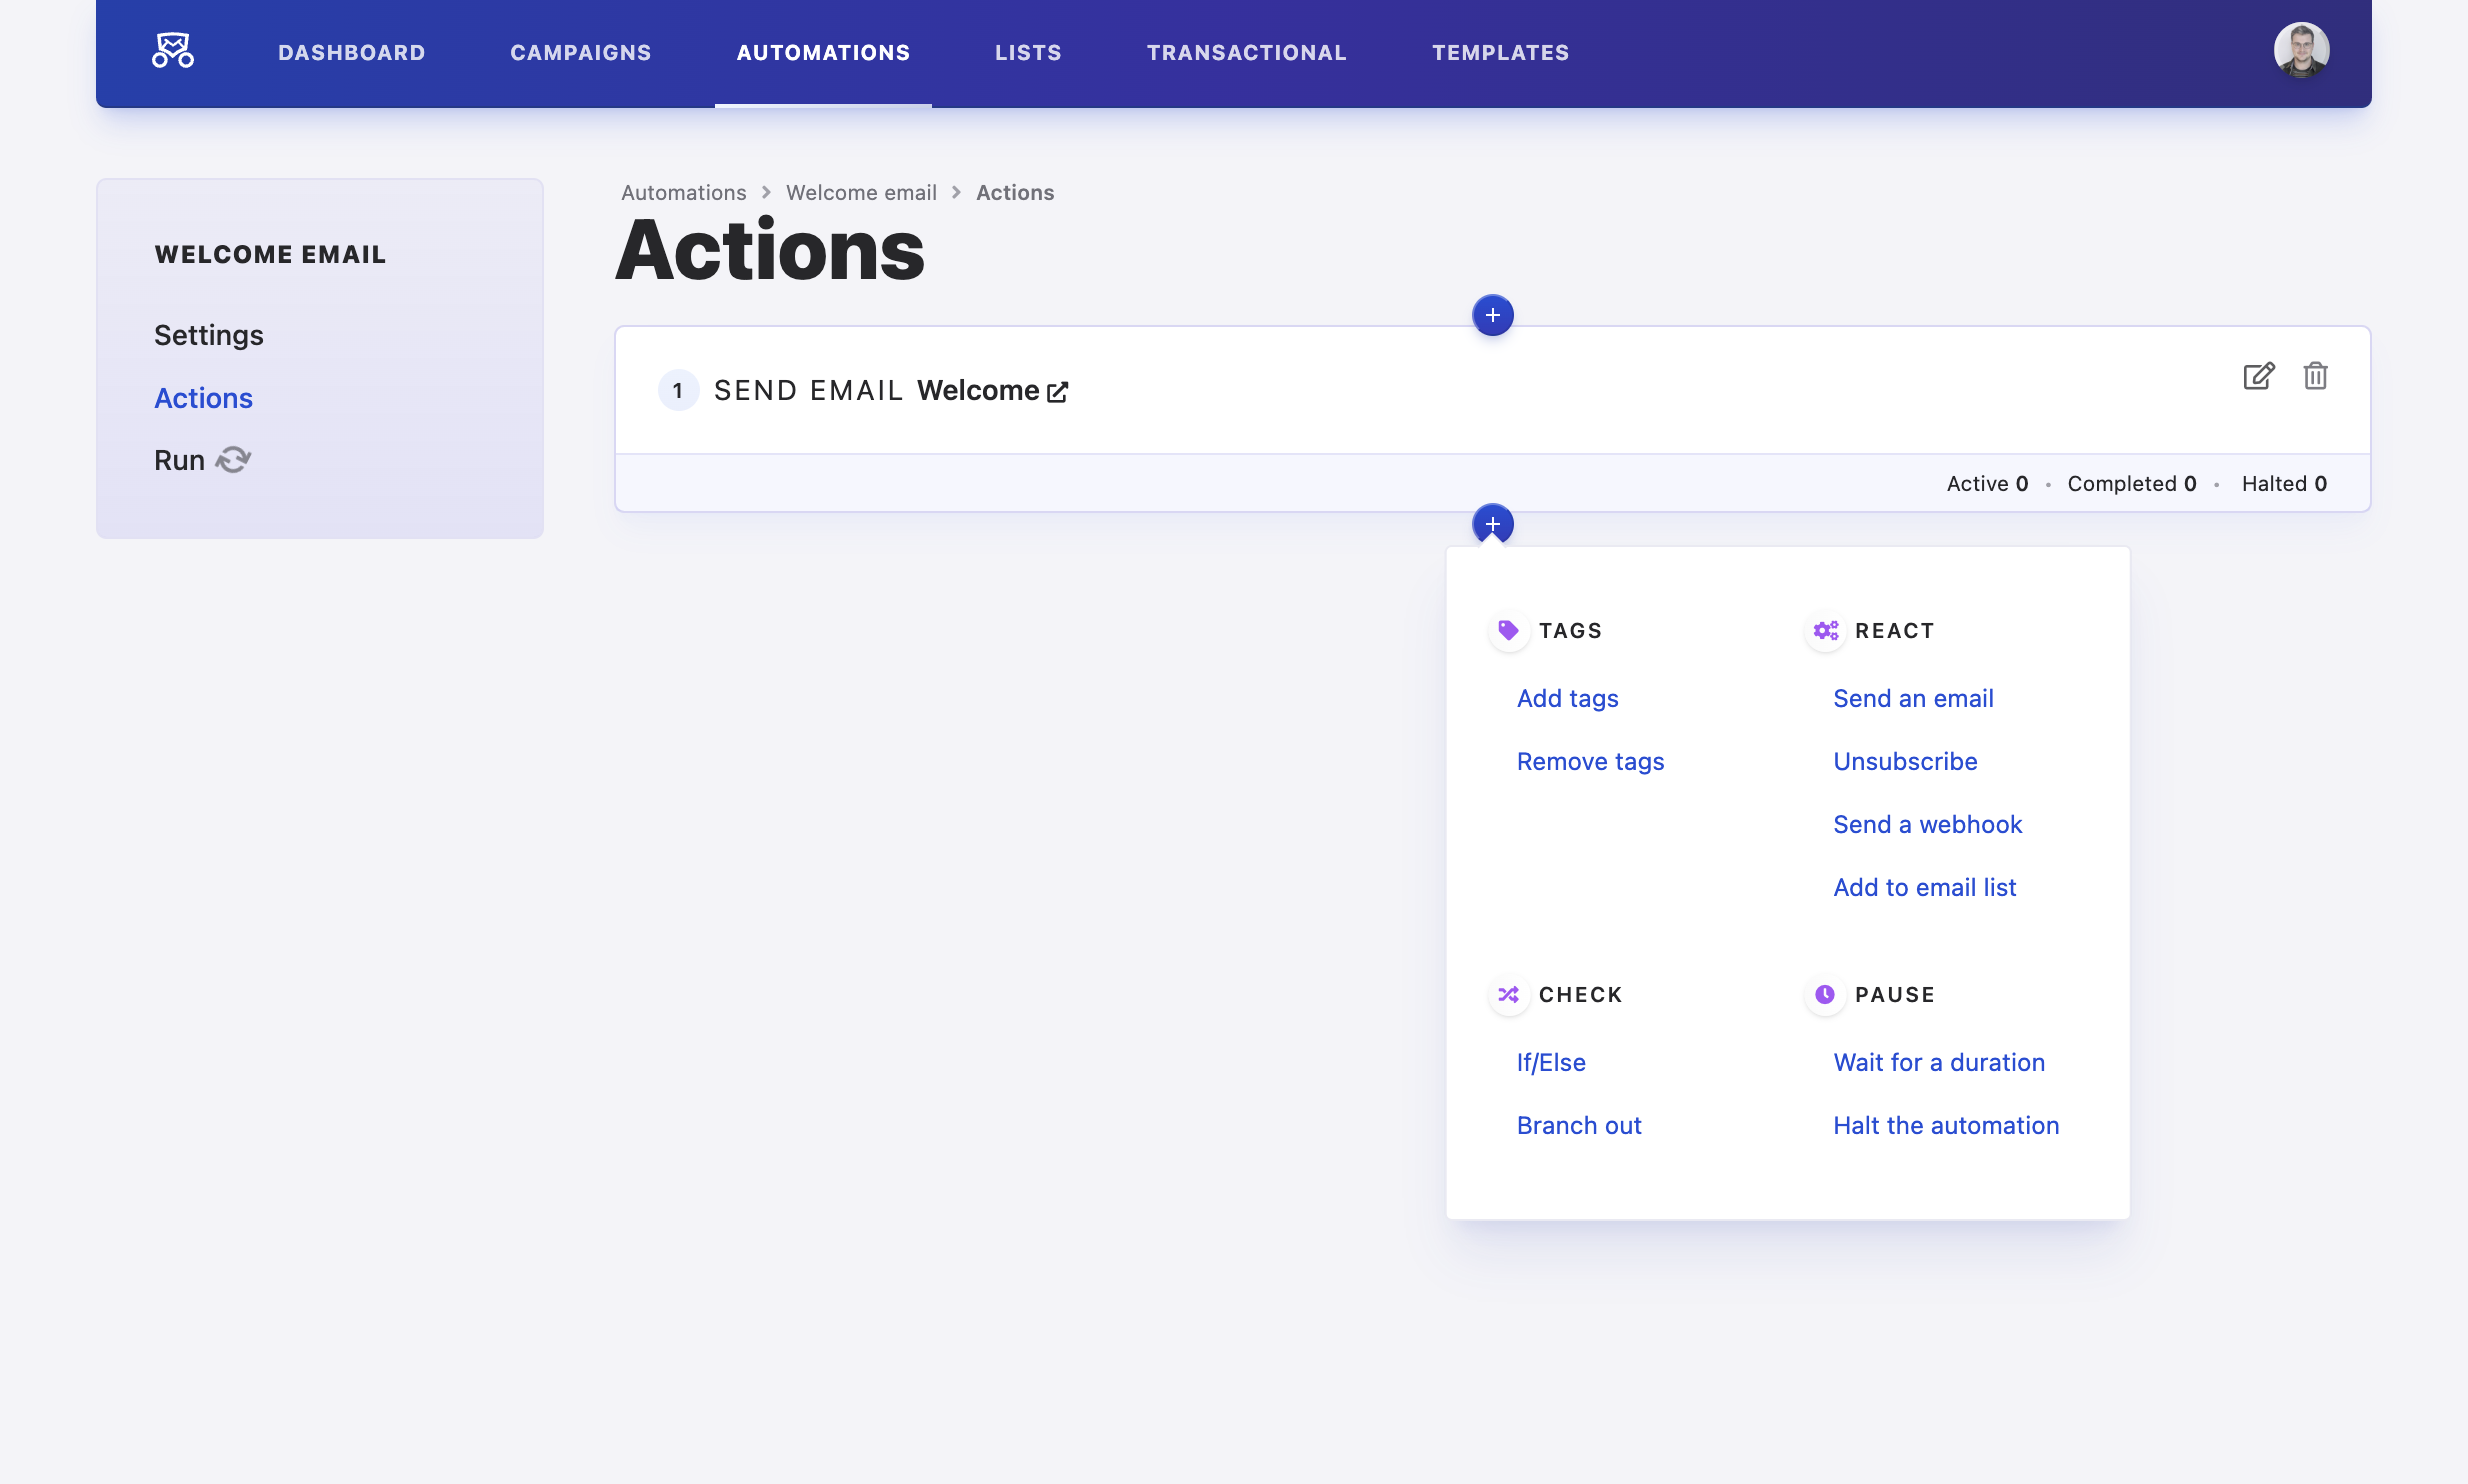 DASHBOARD CAMPAIGNS AUTOMATIONS LISTS TRANSACTIONAL TEMPLATES
WELCOME EMAIL
Settings
Actions
Run
Automations Welcome email Actions
Actions
1 SEND EMAIL Welcome
Active 0 • Completed 0 • Halted 0
TAGS
Add tags
Remove tags
REACT
Send an email
Unsubscribe
Send a webhook
Add to email list
CHECK
If/Else
Branch out
PAUSE
Wait for a duration
Halt the automation